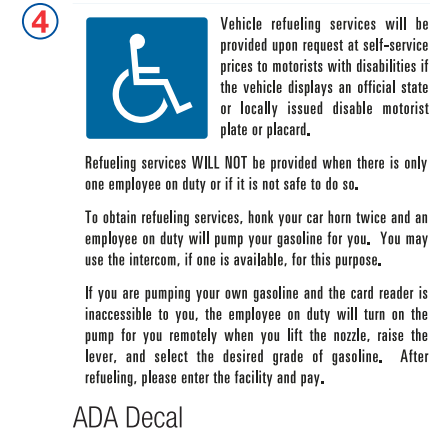 4
Vehicle refueling services will be
provided upon request at self-service
prices to motorists with disabilities if
the vehicle displays an official state
or locally issued disable motorist
plate or placard.
Refueling services WILL NOT be provided when there is only
one employee on duty or if it is not safe to do so.
To obtain refueling services, honk your car horn twice and an
employee on duty will pump your gasoline for you. You may
use the intercom, if one is available, for this purpose.
If you are pumping your own gasoline and the card reader is
inaccessible to you, the employee on duty will turn on the
pump for you remotely when you lift the nozzle, raise the
lever, and select the desired grade of gasoline. After
refueling, please enter the facility and pay.
ADA Decal